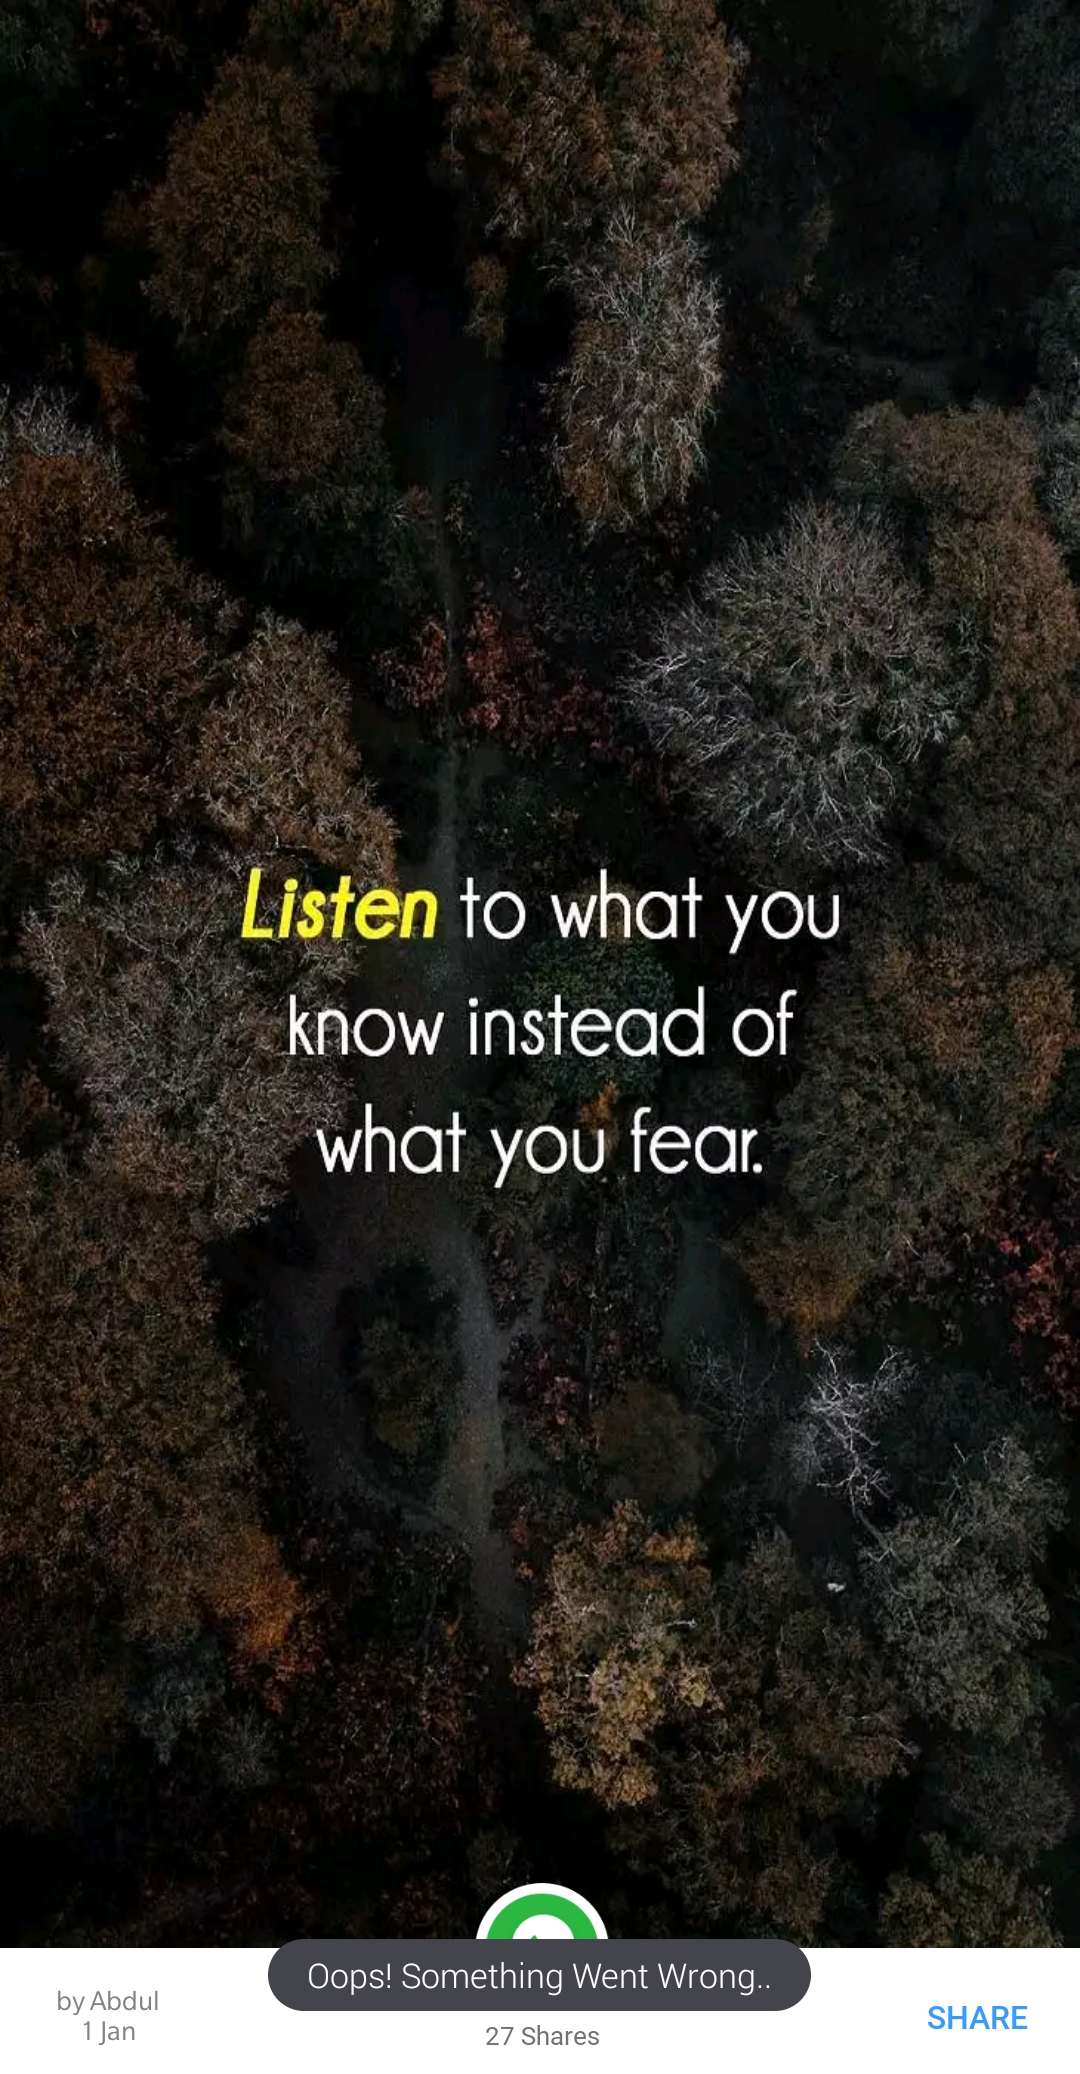 Listen to what you
know instead of
what you fear.
Oops! Something Went Wrong..
by Abdul
1 Jan
27 Shares
SHARE